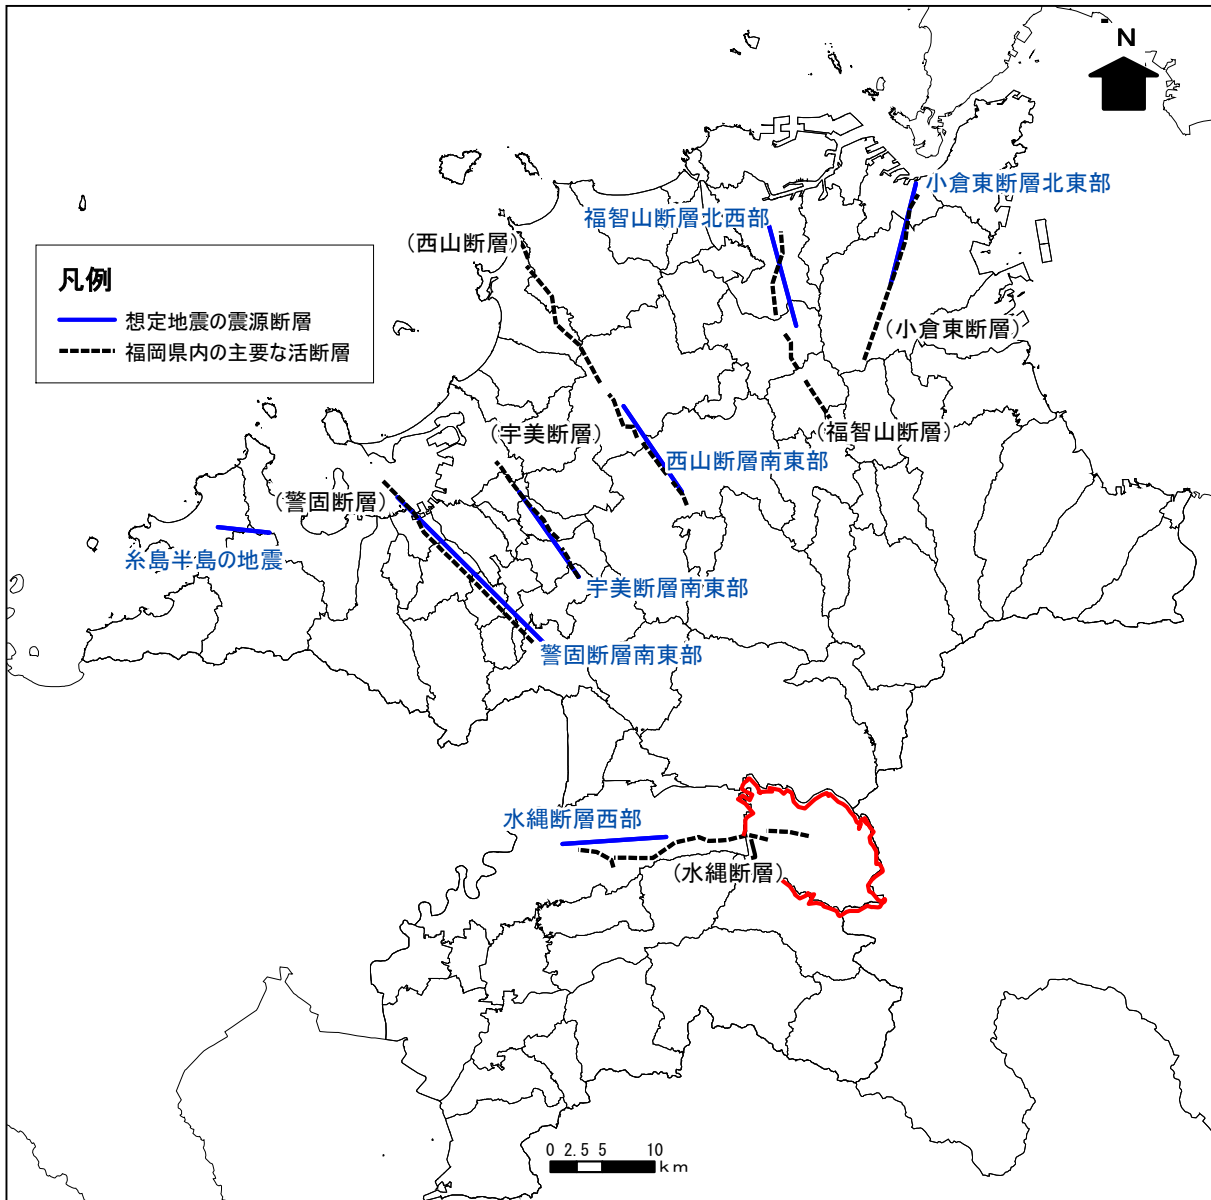 N
小倉東断層北東部
福智山断層北西部
(西山断層)
凡例
想定地震の震源断層
福岡県内の主要な活断層
(小倉東断層)
(宇美断層)
(福智山断層)
西山断層南東部
(警固断層)
糸島半島の地震
宇美断層南東部
警固断層南東部
水縄断層西部
(水縄断層)
0 2.5 5 10
km